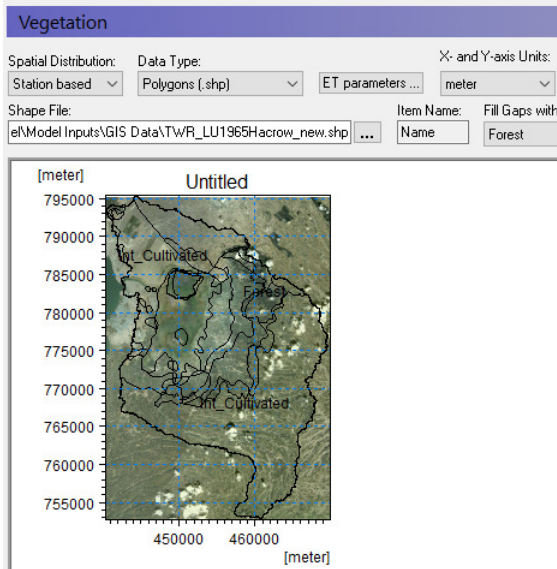 Vegetation
Spatial Distribution: Data Type: X- and Y-axis Units:
Station based Polygons (.shp) ET parameters ... meter
Shape File: Item Name: Fill Gaps with
el\Model Inputs\GIS Data\TWR_LU1965Hacrow_new.shp ... Name Forest
[meter] Untitled
795000
790000
Int_Cultivated
785000
Forest
780000
775000
770000
Int_Cultivated
765000
760000
755000
450000 460000
[meter]